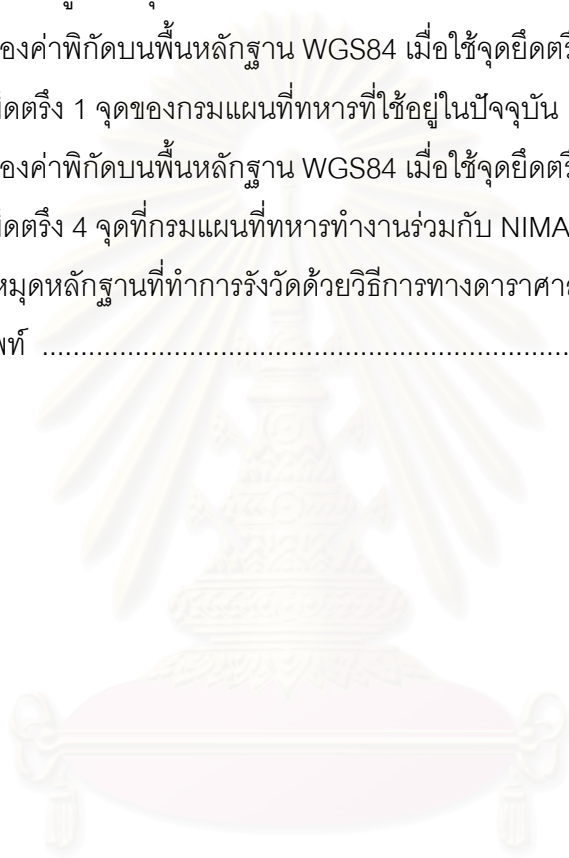 องค่าพิกัดบนพื้นหลักฐาน WGS84 เมื่อใช้จุดยึดตรึ
ยึดตรึง 1 จุดของกรมแผนที่ทหารที่ใช้อยู่ในปัจจุบัน
องค่าพิกัดบนพื้นหลักฐาน WGS84 เมื่อใช้จุดยึดตรึ
ยึดตรึง 4 จุดที่กรมแผนที่ทหารทำงานร่วมกับ NIMA
หมุดหลักฐานที่ทำการรังวัดด้วยวิธีการทางดาราศา
พท์ ....................................................................